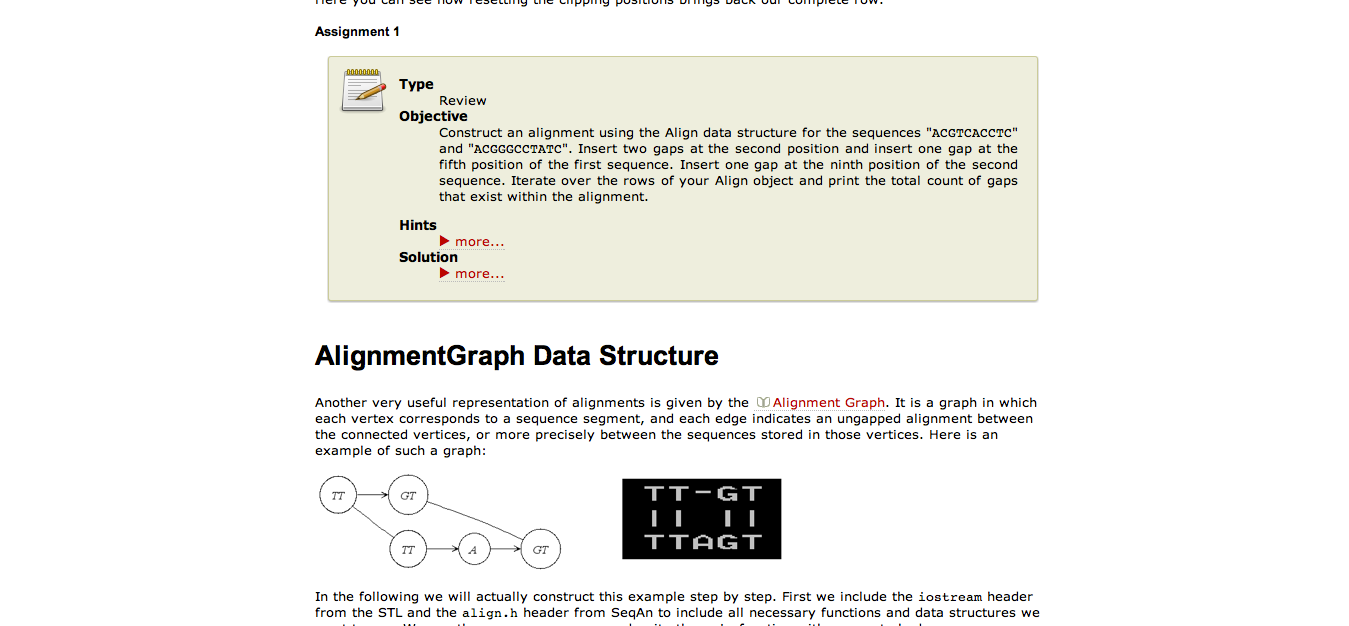 Here you can see how resetting the clipping positions brings back our complete row.
Assignment 1
Type
Review
Objective
Construct an alignment using the Align data structure for the sequences "ACGTCACCTC"
and "ACGGGCCTATC". Insert two gaps at the second position and insert one gap at the
fifth position of the first sequence. Insert one gap at the ninth position of the second
sequence. Iterate over the rows of your Align object and print the total count of gaps
that exist within the alignment.
Hints
more...
Solution
more...
AlignmentGraph Data Structure
Another very useful representation of alignments is given by the Alignment Graph. It is a graph in which
each vertex corresponds to a sequence segment, and each edge indicates an ungapped alignment between
the connected vertices, or more precisely between the sequences stored in those vertices. Here is an
example of such a graph:
TT GT
TT A GT
TT-GT
|| ||
TTAGT
In the following we will actually construct this example step by step. First we include the iostream header
from the STL and the align.h header from SeqAn to include all necessary functions and data structures we